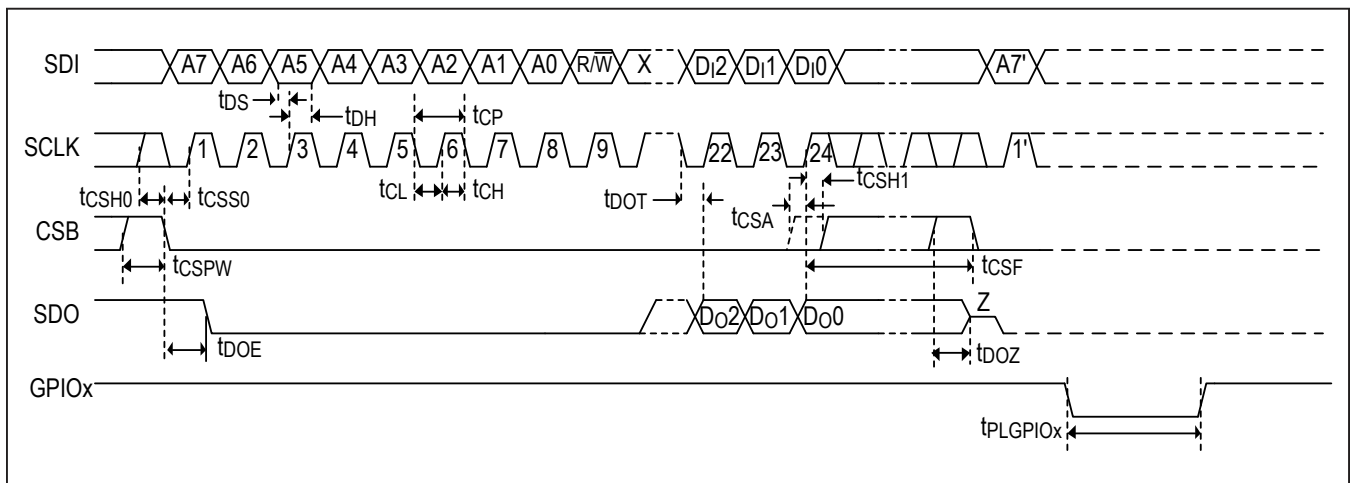 SDI A7 A6 A5 A4 A3 A2 A1 A0 R/W̅ X DI2 DI1 DI0 A7'
tDS tDH tCP
SCLK 1 2 3 4 5 6 7 8 9 22 23 24 1'
tCSH0 tCSS0 tCL tCH tDOT tCSA tCSH1
CSB
tCSPW tCSF
SDO DO2 DO1 DO0 Z
tDOE tDOZ
GPIOx
tPLGPIOx